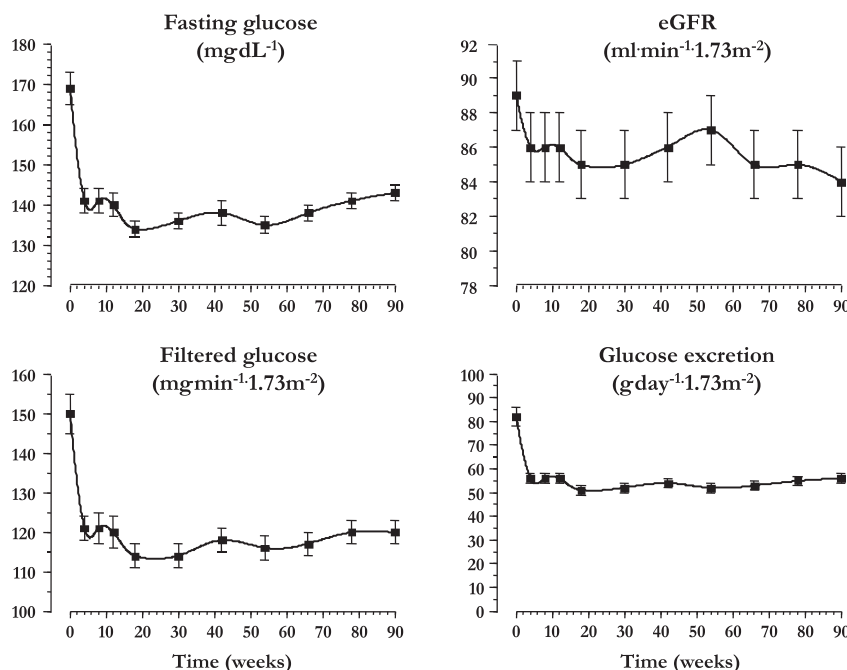 Fasting glucose
(mg·dL-1)
180
170
160
150
140
130
120
0 10 20 30 40 50 60 70 80 90
eGFR
(ml·min-1·1.73m-2)
92
90
88
86
84
82
80
78
0 10 20 30 40 50 60 70 80 90
Filtered glucose
(mg·min-1·1.73m-2)
160
150
140
130
120
110
100
0 10 20 30 40 50 60 70 80 90
Time (weeks)
Glucose excretion
(g·day-1·1.73m-2)
100
90
80
70
60
50
40
30
20
10
0
0 10 20 30 40 50 60 70 80 90
Time (weeks)